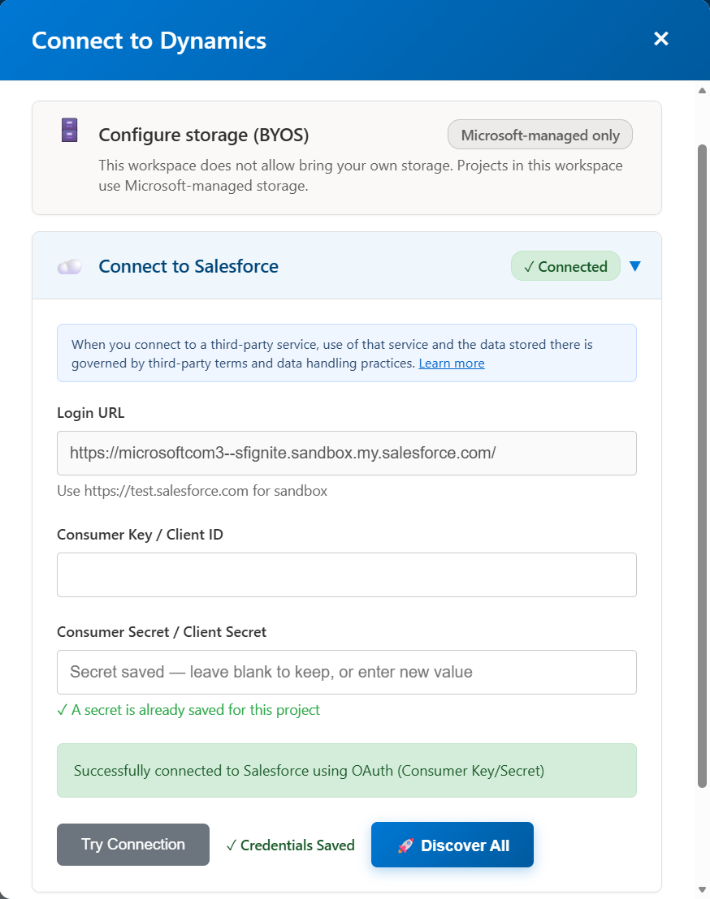 Connect to Dynamics
✕
Configure storage (BYOS)
Microsoft-managed only
This workspace does not allow bring your own storage. Projects in this workspace
use Microsoft-managed storage.
Connect to Salesforce
✓ Connected ▼
When you connect to a third-party service, use of that service and the data stored there is
governed by third-party terms and data handling practices. Learn more
Login URL
https://microsoftcom3--sfignite.sandbox.my.salesforce.com/
Use https://test.salesforce.com for sandbox
Consumer Key / Client ID
Consumer Secret / Client Secret
Secret saved — leave blank to keep, or enter new value
✓ A secret is already saved for this project
Successfully connected to Salesforce using OAuth (Consumer Key/Secret)
Try Connection
✓ Credentials Saved
🚀 Discover All